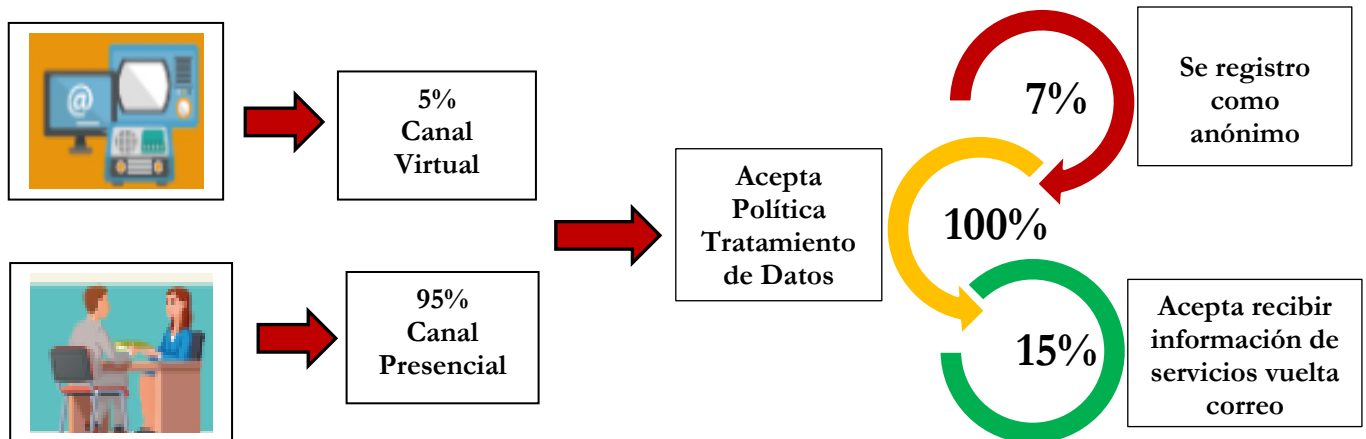 @
5%
Canal
Virtual
95%
Canal
Presencial
Acepta
Política
Tratamiento
de Datos
7%
Se registro
como
anónimo
100%
15%
Acepta recibir
información de
servicios vuelta
correo